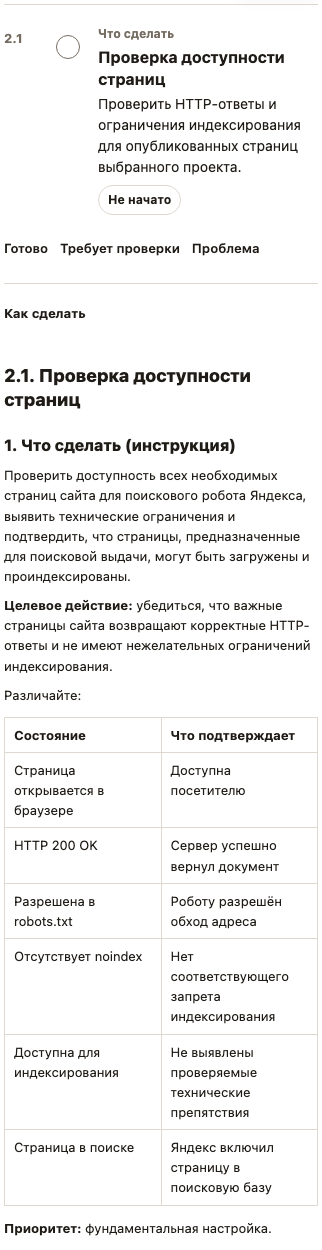 2.1
Что сделать
Проверка доступности
страниц
Проверить HTTP-ответы и
ограничения индексирования
для опубликованных страниц
выбранного проекта.
Не начато
Готово Требует проверки Проблема
Как сделать
2.1. Проверка доступности
страниц
1. Что сделать (инструкция)
Проверить доступность всех необходимых
страниц сайта для поискового робота Яндекса,
выявить технические ограничения и
подтвердить, что страницы, предназначенные
для поисковой выдачи, могут быть загружены и
проиндексированы.
Целевое действие: убедиться, что важные
страницы сайта возвращают корректные HTTP-
ответы и не имеют нежелательных ограничений
индексирования.
Различайте:
Состояние
Что подтверждает
Страница
открывается в
браузере
Доступна
посетителю
HTTP 200 OK
Сервер успешно
вернул документ
Разрешена в
robots.txt
Роботу разрешён
обход адреса
Отсутствует noindex
Нет
соответствующего
запрета
индексирования
Доступна для
индексирования
Не выявлены
проверяемые
технические
препятствия
Страница в поиске
Яндекс включил
страницу в
поисковую базу
Приоритет: фундаментальная настройка.